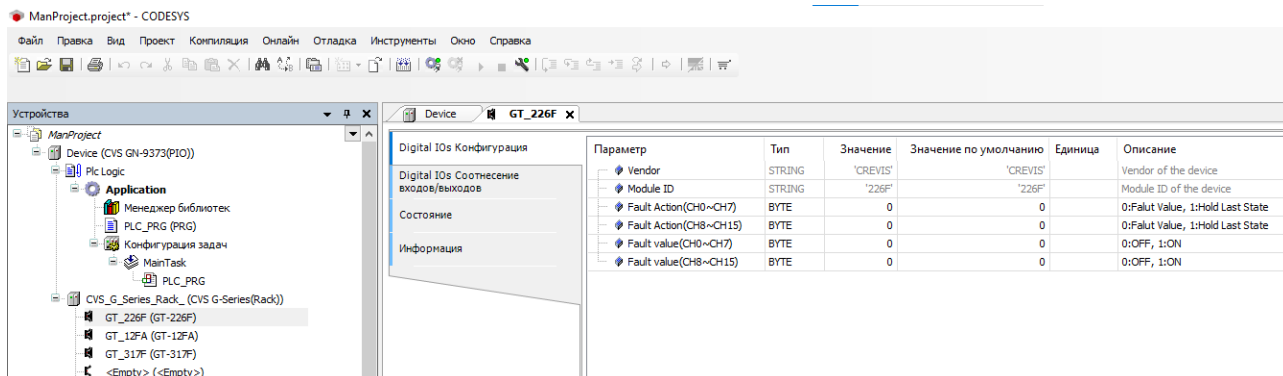 ManProject.project* - CODESYS
Файл Правка Вид Проект Компиляция Онлайн Отладка Инструменты Окно Справка
Устройства
ManProject
Device (CVS GN-9373(PIO))
Plc Logic
Application
Менеджер библиотек
PLC_PRG (PRG)
Конфигурация задач
MainTask
PLC_PRG
CVS_G_Series_Rack_ (CVS G-Series(Rack))
GT_226F (GT-226F)
GT_12FA (GT-12FA)
GT_317F (GT-317F)
<Empty> (<Empty>)
Device GT_226F
Digital IOs Конфигурация
Digital IOs Соотнесение
входов/выходов
Состояние
Информация
Параметр Тип Значение Значение по умолчанию Единица Описание
Vendor STRING 'CREVIS' 'CREVIS' Vendor of the device
Module ID STRING '226F' '226F' Module ID of the device
Fault Action(CH0~CH7) BYTE 0 0 0:Falut Value, 1:Hold Last State
Fault Action(CH8~CH15) BYTE 0 0 0:Falut Value, 1:Hold Last State
Fault value(CH0~CH7) BYTE 0 0 0:OFF, 1:ON
Fault value(CH8~CH15) BYTE 0 0 0:OFF, 1:ON